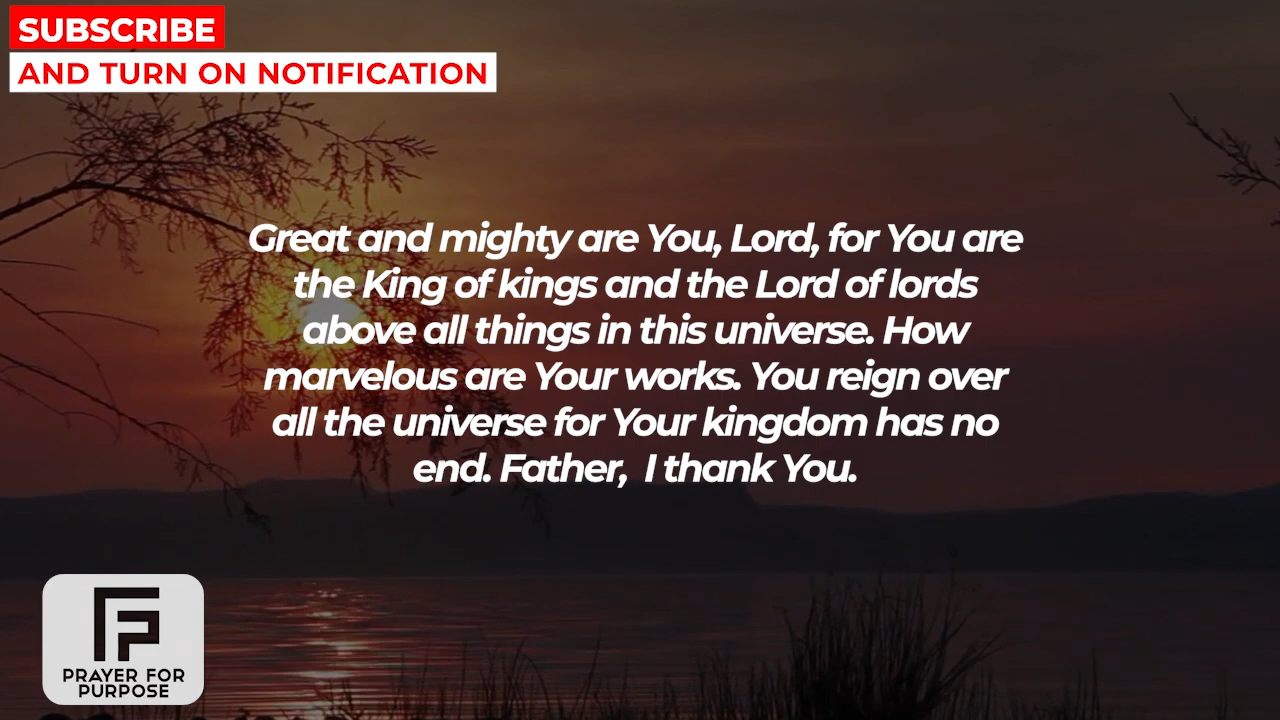 SUBSCRIBE
AND TURN ON NOTIFICATION
Great and mighty are You, Lord, for You are
the King of kings and the Lord of lords
above all things in this universe. How
marvelous are Your works. You reign over
all the universe for Your kingdom has no
end. Father,  I thank You.
PRAYER FOR
PURPOSE